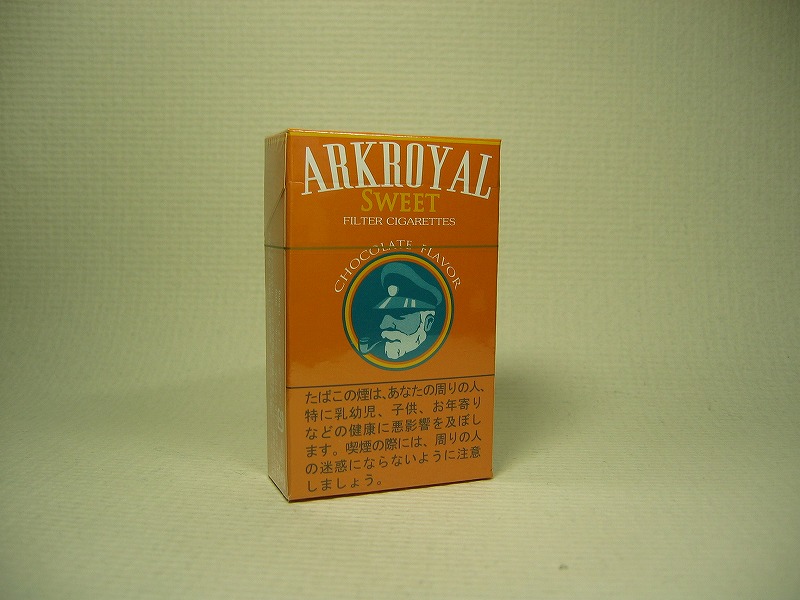 ARKROYAL
SWEET
FILTER CIGARETTES
CHOCOLATE FLAVOR
たばこの煙は、あなたの周りの人、
特に乳幼児、子供、お年寄り
などの健康に悪影響を及ぼし
ます。喫煙の際には、周りの人
の迷惑にならないように注意
しましょう。